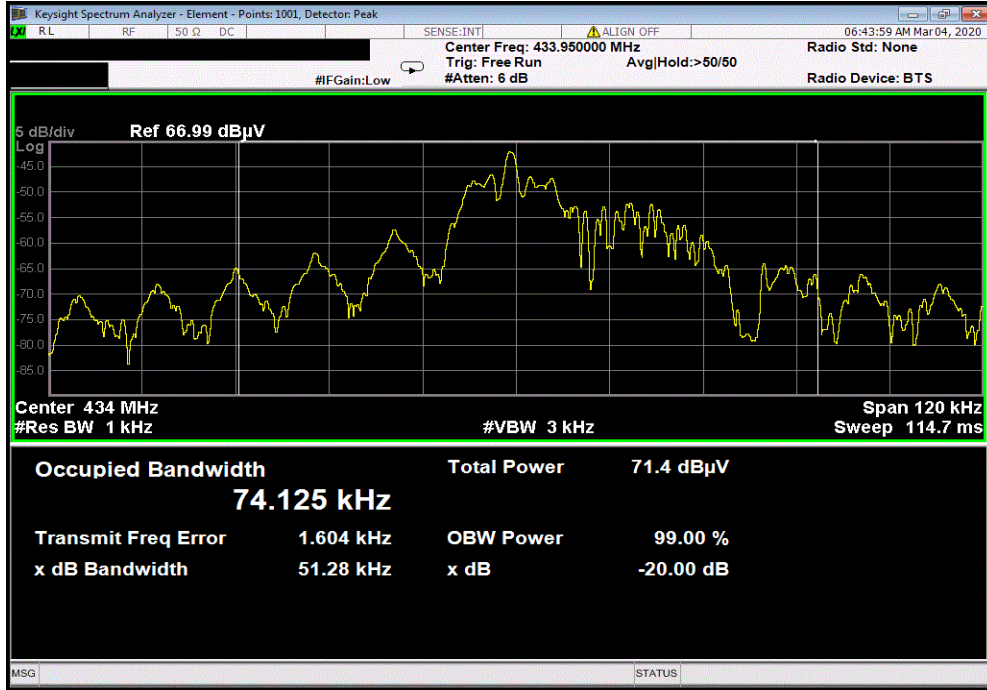 Keysight Spectrum Analyzer - Element - Points: 1001, Detector: Peak
LXI RL RF 50 Ω DC SENSE:INT ALIGN OFF 06:43:59 AM Mar 04, 2020
Center Freq: 433.950000 MHz Radio Std: None
Trig: Free Run Avg|Hold:>50/50
#IFGain:Low #Atten: 6 dB Radio Device: BTS
5 dB/div Ref 66.99 dBµV
Log
-45.0
-50.0
-55.0
-60.0
-65.0
-70.0
-75.0
-80.0
-85.0
Center 434 MHz Span 120 kHz
#Res BW 1 kHz #VBW 3 kHz Sweep 114.7 ms
Occupied Bandwidth Total Power 71.4 dBµV
74.125 kHz
Transmit Freq Error 1.604 kHz OBW Power 99.00 %
x dB Bandwidth 51.28 kHz x dB -20.00 dB
MSG STATUS